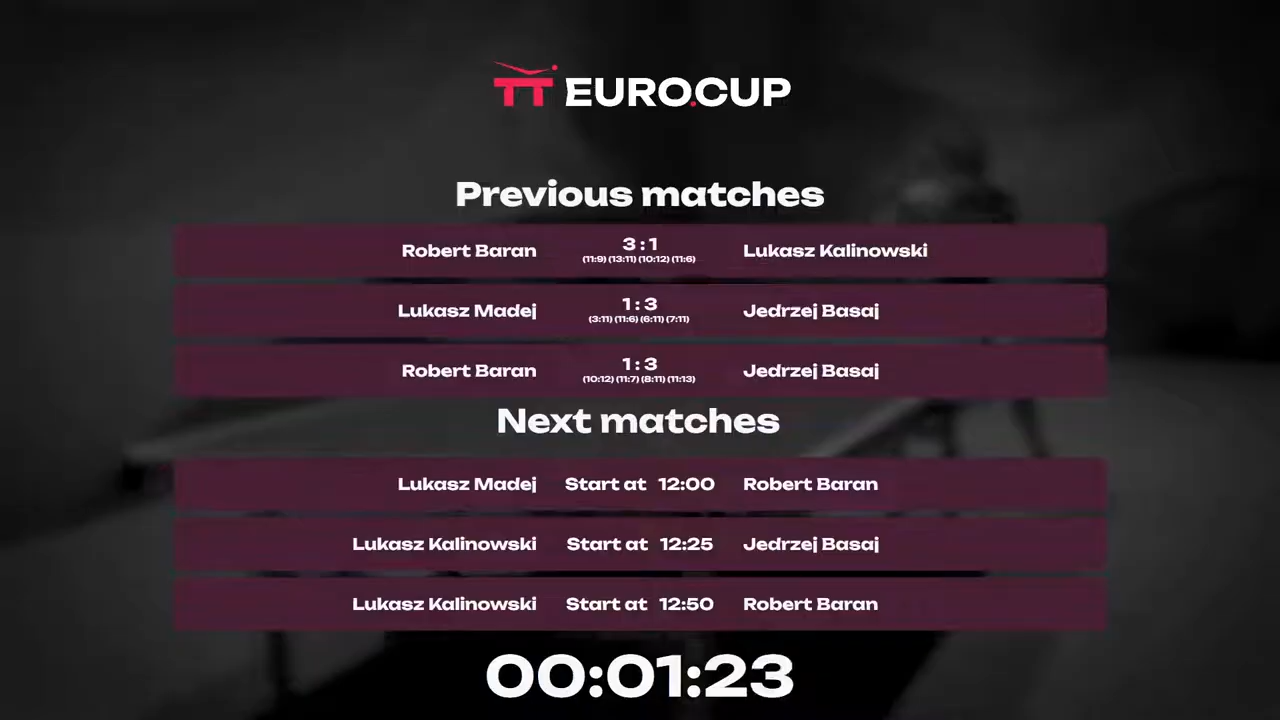 TT EURO.CUP
Previous matches
Robert Baran 3 : 1 Lukasz Kalinowski
(11:9) (13:11) (10:12) (11:6)
Lukasz Madej 1 : 3 Jedrzej Basaj
(3:11) (11:6) (6:11) (7:11)
Robert Baran 1 : 3 Jedrzej Basaj
(10:12) (11:7) (8:11) (11:13)
Next matches
Lukasz Madej Start at 12:00 Robert Baran
Lukasz Kalinowski Start at 12:25 Jedrzej Basaj
Lukasz Kalinowski Start at 12:50 Robert Baran
00:01:23